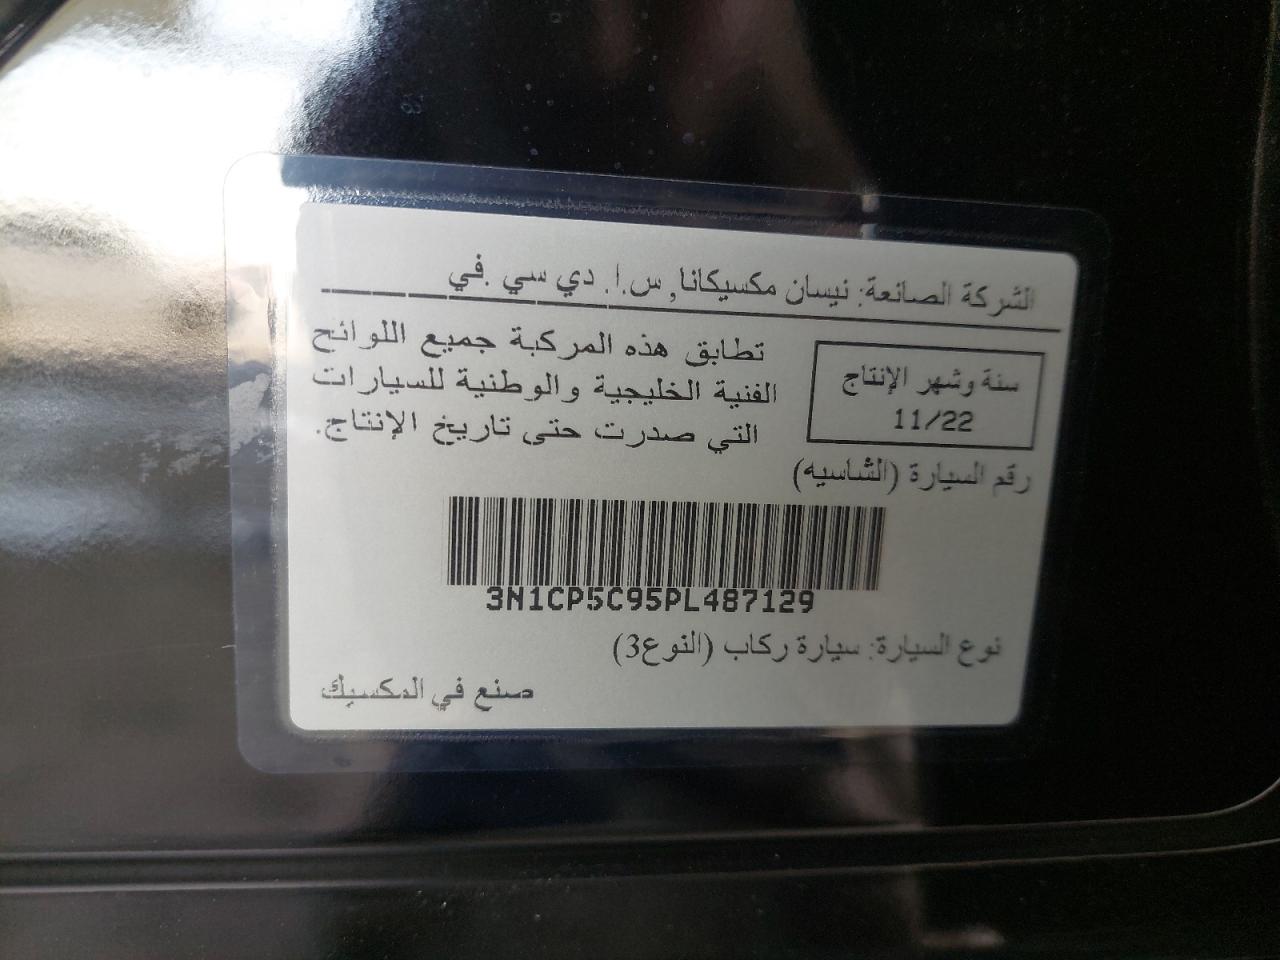 الشركة الصانعة: نيسان مكسيكانا, س.ا. دي سي .في
سنة وشهر الإنتاج
11/22
تطابق هذه المركبة جميع اللوائح
الفنية الخليجية والوطنية للسيارات
التي صدرت حتى تاريخ الإنتاج.
رقم السيارة (الشاسيه)
3N1CP5C95PL487129
نوع السيارة: سيارة ركاب (النوع3)
صنع في المكسيك